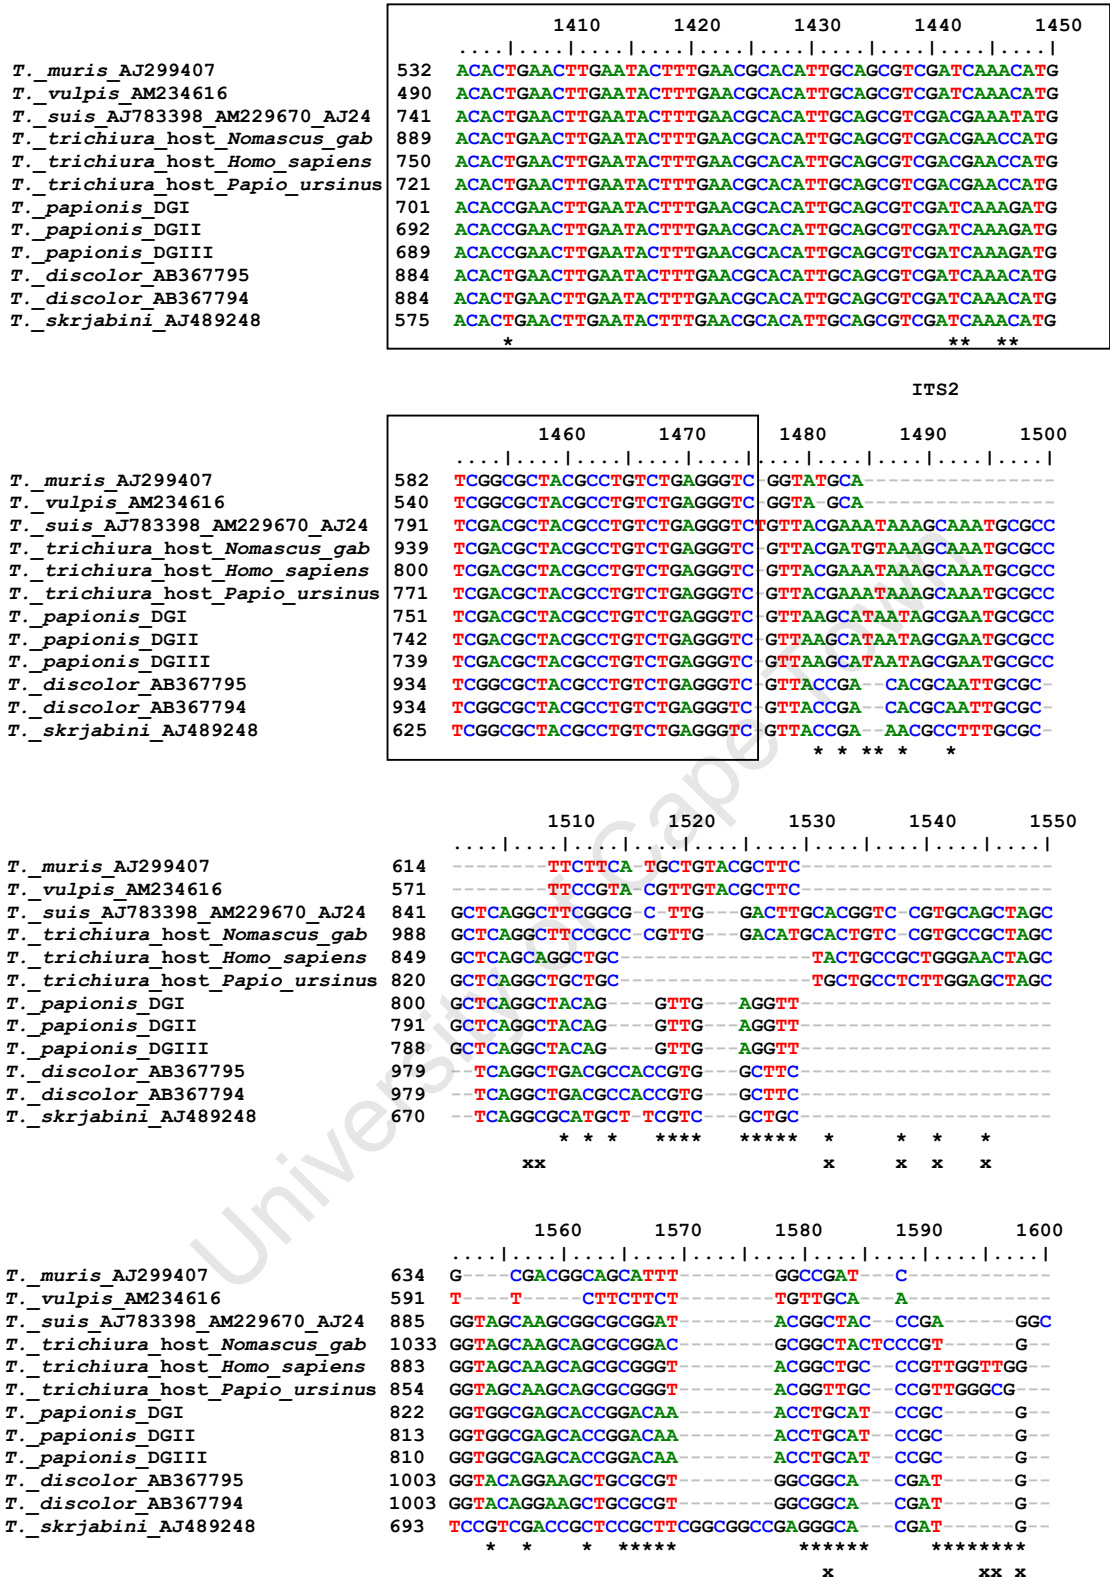 1410 1420 1430 1440 1450
....|....|....|....|....|....|....|....|....|....|
T._muris_AJ299407 532 ACACTGAACTTGAATACTTTGAACGCACATTGCAGCGTCGATCAAACATG
T._vulpis_AM234616 490 ACACTGAACTTGAATACTTTGAACGCACATTGCAGCGTCGATCAAACATG
T._suis_AJ783398_AM229670_AJ24 741 ACACTGAACTTGAATACTTTGAACGCACATTGCAGCGTCGACGAAATATG
T._trichiura_host_Nomascus_gab 889 ACACTGAACTTGAATACTTTGAACGCACATTGCAGCGTCGACGAACCATG
T._trichiura_host_Homo_sapiens 750 ACACTGAACTTGAATACTTTGAACGCACATTGCAGCGTCGACGAACCATG
T._trichiura_host_Papio_ursinus 721 ACACTGAACTTGAATACTTTGAACGCACATTGCAGCGTCGACGAACCATG
T._papionis_DGI 701 ACACCGAACTTGAATACTTTGAACGCACATTGCAGCGTCGATCAAAGATG
T._papionis_DGII 692 ACACCGAACTTGAATACTTTGAACGCACATTGCAGCGTCGATCAAAGATG
T._papionis_DGIII 689 ACACCGAACTTGAATACTTTGAACGCACATTGCAGCGTCGATCAAAGATG
T._discolor_AB367795 884 ACACTGAACTTGAATACTTTGAACGCACATTGCAGCGTCGATCAAACATG
T._discolor_AB367794 884 ACACTGAACTTGAATACTTTGAACGCACATTGCAGCGTCGATCAAACATG
T._skrjabini_AJ489248 575 ACACTGAACTTGAATACTTTGAACGCACATTGCAGCGTCGATCAAACATG
* ** **
ITS2
1460 1470 1480 1490 1500
....|....|....|....|....|....|....|....|....|....|
T._muris_AJ299407 582 TCGGCGCTACGCCTGTCTGAGGGTC-GGTATGCA----------------
T._vulpis_AM234616 540 TCGGCGCTACGCCTGTCTGAGGGTC-GGTA-GCA----------------
T._suis_AJ783398_AM229670_AJ24 791 TCGACGCTACGCCTGTCTGAGGGTCTGTTACGAAATAAAGCAAATGCGCC
T._trichiura_host_Nomascus_gab 939 TCGACGCTACGCCTGTCTGAGGGTC-GTTACGATGTAAAGCAAATGCGCC
T._trichiura_host_Homo_sapiens 800 TCGACGCTACGCCTGTCTGAGGGTC-GTTACGAAATAAAGCAAATGCGCC
T._trichiura_host_Papio_ursinus 771 TCGACGCTACGCCTGTCTGAGGGTC-GTTACGAAATAAAGCAAATGCGCC
T._papionis_DGI 751 TCGACGCTACGCCTGTCTGAGGGTC-GTTAAGCATAATAGCGAATGCGCC
T._papionis_DGII 742 TCGACGCTACGCCTGTCTGAGGGTC-GTTAAGCATAATAGCGAATGCGCC
T._papionis_DGIII 739 TCGACGCTACGCCTGTCTGAGGGTC-GTTAAGCATAATAGCGAATGCGCC
T._discolor_AB367795 934 TCGGCGCTACGCCTGTCTGAGGGTC-GTTACCGA--CACGCAATTGCGC-
T._discolor_AB367794 934 TCGGCGCTACGCCTGTCTGAGGGTC-GTTACCGA--CACGCAATTGCGC-
T._skrjabini_AJ489248 625 TCGGCGCTACGCCTGTCTGAGGGTC-GTTACCGA--AACGCCTTTGCGC-
* * ** * *
1510 1520 1530 1540 1550
....|....|....|....|....|....|....|....|....|....|
T._muris_AJ299407 614 --------TTCTTCA-TGCTGTACGCTTC---------------------
T._vulpis_AM234616 571 --------TTCCGTA-CGTTGTACGCTTC---------------------
T._suis_AJ783398_AM229670_AJ24 841 GCTCAGGCTTCGGCG-C-TTG---GACTTGCACGGTC-CGTGCAGCTAGC
T._trichiura_host_Nomascus_gab 988 GCTCAGGCTTCCGCC-CGTTG---GACATGCACTGTC-CGTGCCGCTAGC
T._trichiura_host_Homo_sapiens 849 GCTCAGCAGGCTGC----------------TACTGCCGCTGGGAACTAGC
T._trichiura_host_Papio_ursinus 820 GCTCAGGCTGCTGC----------------TGCTGCCTCTTGGAGCTAGC
T._papionis_DGI 800 GCTCAGGCTACAG----GTTG---AGGTT---------------------
T._papionis_DGII 791 GCTCAGGCTACAG----GTTG---AGGTT---------------------
T._papionis_DGIII 788 GCTCAGGCTACAG----GTTG---AGGTT---------------------
T._discolor_AB367795 979 --TCAGGCTGACGCCACCGTG---GCTTC---------------------
T._discolor_AB367794 979 --TCAGGCTGACGCCACCGTG---GCTTC---------------------
T._skrjabini_AJ489248 670 --TCAGGCGCATGCT-TCGTC---GCTGC---------------------
* * * **** ***** * * * *
xx x x x x
1560 1570 1580 1590 1600
....|....|....|....|....|....|....|....|....|....|
T._muris_AJ299407 634 G----CGACGGCAGCATTT--------GGCCGAT---C------------
T._vulpis_AM234616 591 T----T-----CTTCTTCT--------TGTTGCA---A------------
T._suis_AJ783398_AM229670_AJ24 885 GGTAGCAAGCGGCGCGGAT--------ACGGCTAC--CCGA------GGC
T._trichiura_host_Nomascus_gab 1033 GGTAGCAAGCAGCGCGGAC--------GCGGCTACTCCCGT-------G--
T._trichiura_host_Homo_sapiens 883 GGTAGCAAGCAGCGCGGGT--------ACGGCTGC--CCGTTGGTTGG--
T._trichiura_host_Papio_ursinus 854 GGTAGCAAGCAGCGCGGGT--------ACGGTTGC--CCGTTGGGCG---
T._papionis_DGI 822 GGTGGCGAGCACCGGACAA--------ACCTGCAT--CCGC------G--
T._papionis_DGII 813 GGTGGCGAGCACCGGACAA--------ACCTGCAT--CCGC------G--
T._papionis_DGIII 810 GGTGGCGAGCACCGGACAA--------ACCTGCAT--CCGC------G--
T._discolor_AB367795 1003 GGTACAGGAAGCTGCGCGT--------GGCGGCA---CGAT------G--
T._discolor_AB367794 1003 GGTACAGGAAGCTGCGCGT--------GGCGGCA---CGAT------G--
T._skrjabini_AJ489248 693 TCCGTCGACCGCTCCGCTTCGGCGGCCGAGGGCA---CGAT------G--
* * * ***** ****** ********
x xx x
University of Cape Town